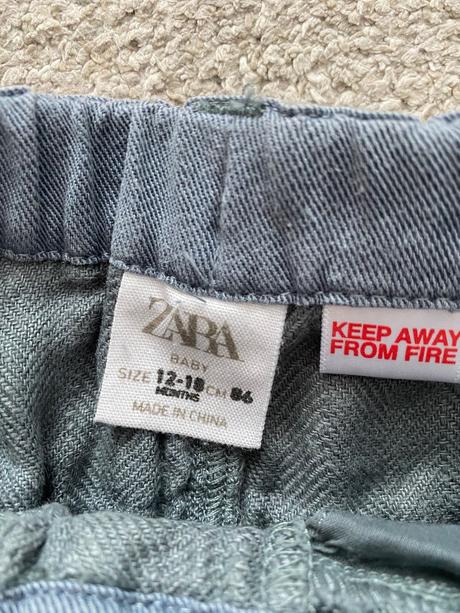 ZARA
BABY
SIZE 12-18 CM 86
MONTHS
MADE IN CHINA
KEEP AWAY
FROM FIRE